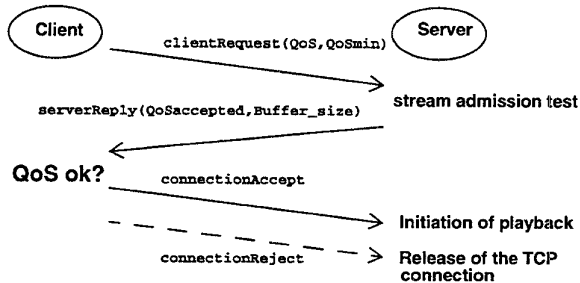 Client
Server
clientRequest(QoS,QoSmin)
stream admission test
serverReply(QoSaccepted,Buffer_size)
QoS ok?
connectionAccept
Initiation of playback
connectionReject
Release of the TCP
connection